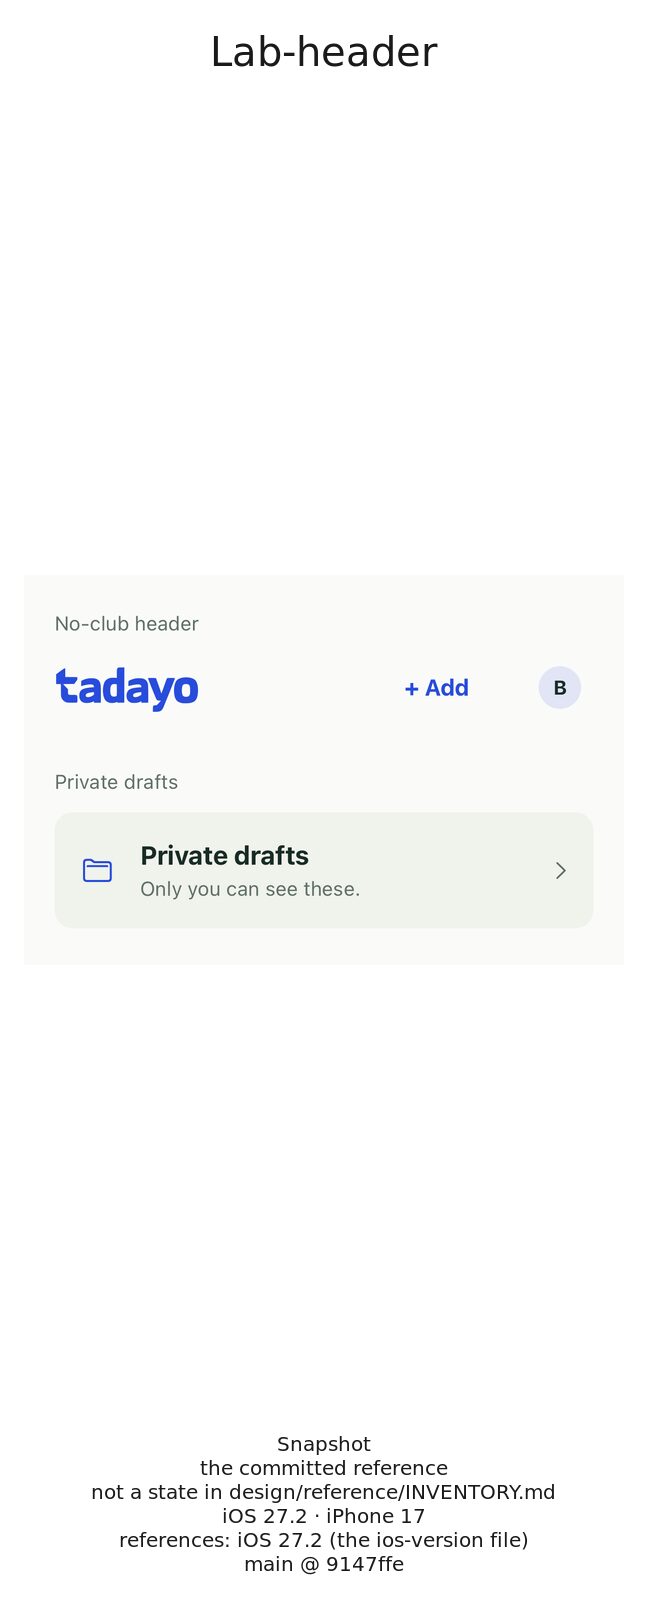 Lab-header
No-club header
tadayo
+ Add
B
Private drafts
Private drafts
Only you can see these.
Snapshot
the committed reference
not a state in design/reference/INVENTORY.md
iOS 27.2 · iPhone 17
references: iOS 27.2 (the ios-version file)
main @ 9147ffe